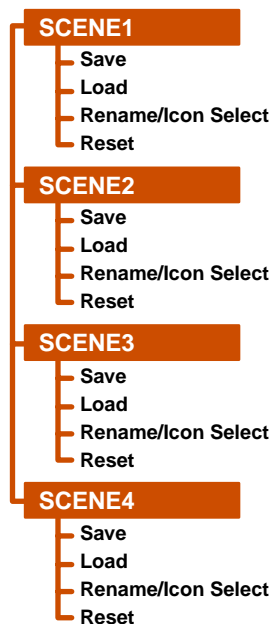 SCENE1
Save
Load
Rename/Icon Select
Reset
SCENE2
Save
Load
Rename/Icon Select
Reset
SCENE3
Save
Load
Rename/Icon Select
Reset
SCENE4
Save
Load
Rename/Icon Select
Reset